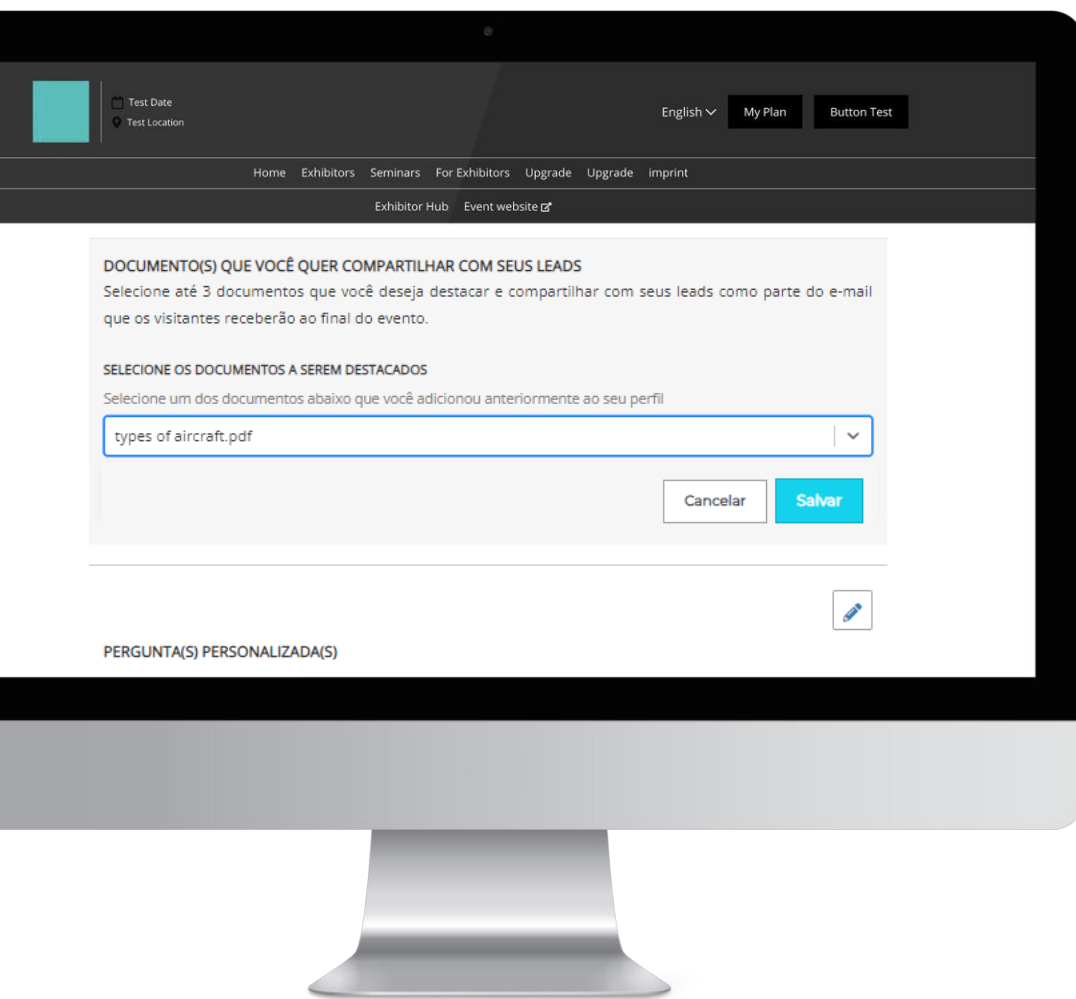 Test Date
Test Location
English
My Plan
Button Test
Home Exhibitors Seminars For Exhibitors Upgrade Upgrade imprint
Exhibitor Hub Event website
DOCUMENTO(S) QUE VOCÊ QUER COMPARTILHAR COM SEUS LEADS
Selecione até 3 documentos que você deseja destacar e compartilhar com seus leads como parte do e-mail
que os visitantes receberão ao final do evento.
SELECIONE OS DOCUMENTOS A SEREM DESTACADOS
Selecione um dos documentos abaixo que você adicionou anteriormente ao seu perfil
types of aircraft.pdf
Cancelar
Salvar
PERGUNTA(S) PERSONALIZADA(S)